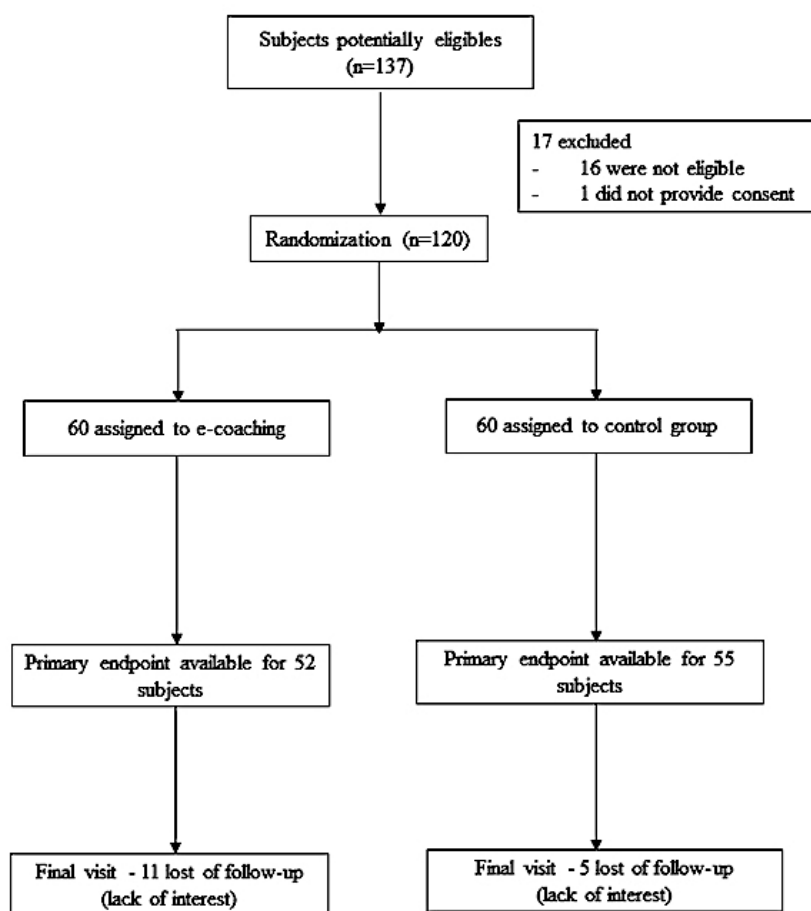 Subjects potentially eligibles
(n=137)
17 excluded
- 16 were not eligible
- 1 did not provide consent
Randomization (n=120)
60 assigned to e-coaching
60 assigned to control group
Primary endpoint available for 52
subjects
Primary endpoint available for 55
subjects
Final visit - 11 lost of follow-up
(lack of interest)
Final visit - 5 lost of follow-up
(lack of interest)